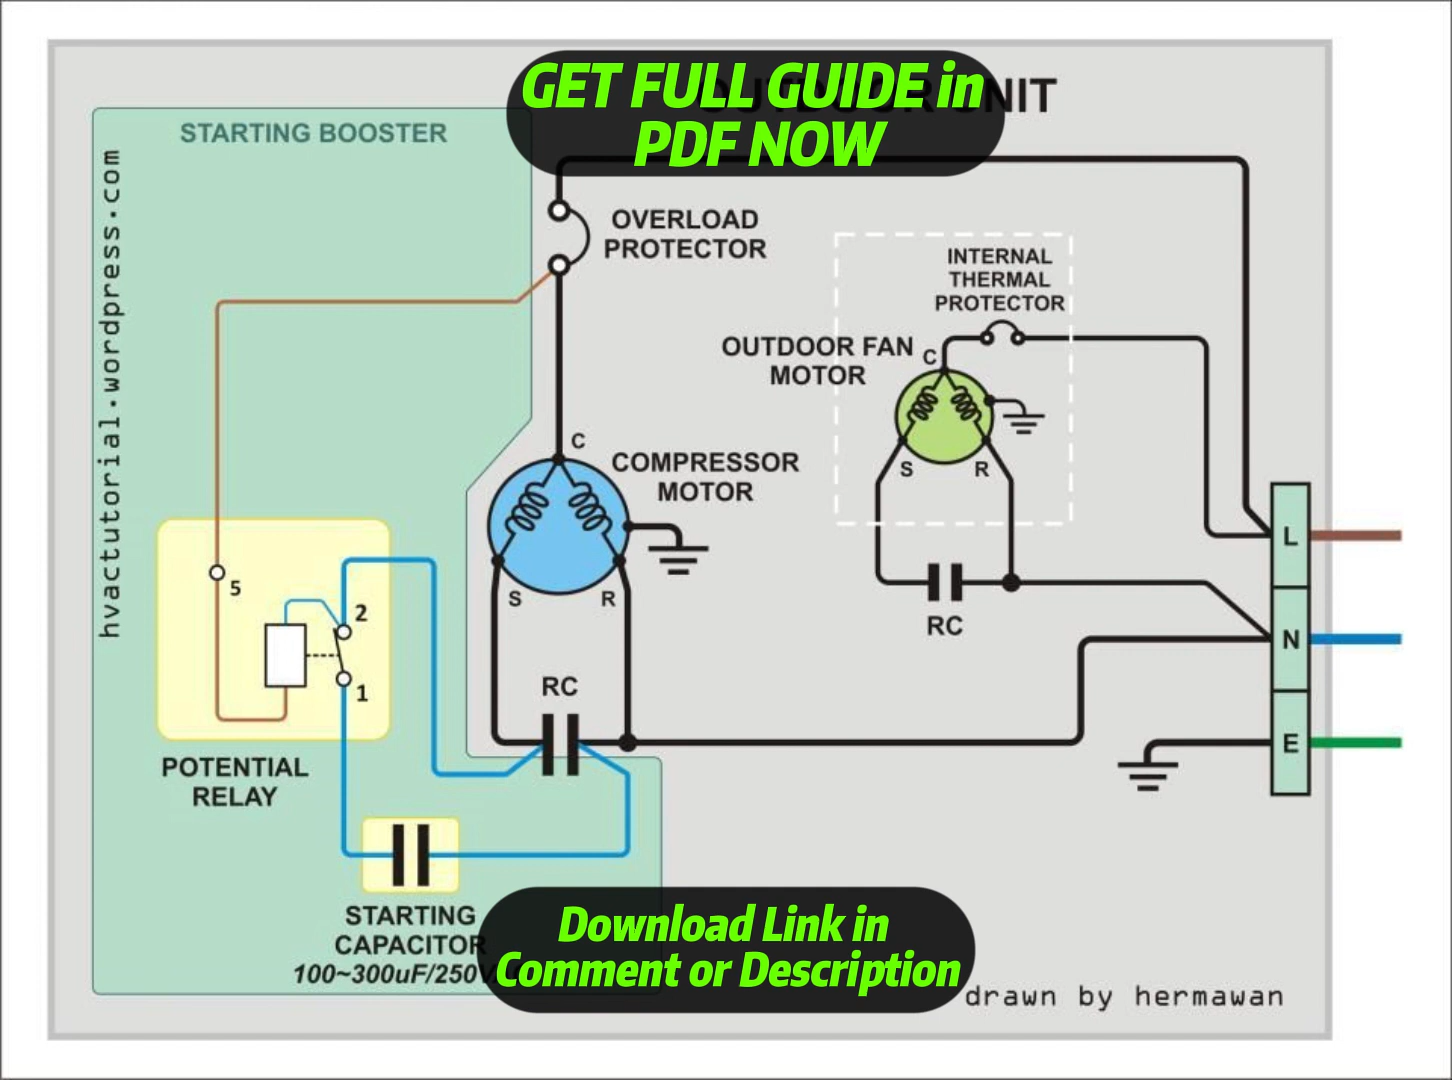 GET FULL GUIDE in
PDF NOW
NIT
STARTING BOOSTER
hvactutorial.wordpress.com
OVERLOAD
PROTECTOR
INTERNAL
THERMAL
PROTECTOR
OUTDOOR FAN
MOTOR
C
S
R
C
COMPRESSOR
MOTOR
S
R
L
N
E
RC
RC
5
2
1
POTENTIAL
RELAY
STARTING
CAPACITOR
100~300uF/250V
Download Link in
Comment or Description
drawn by hermawan